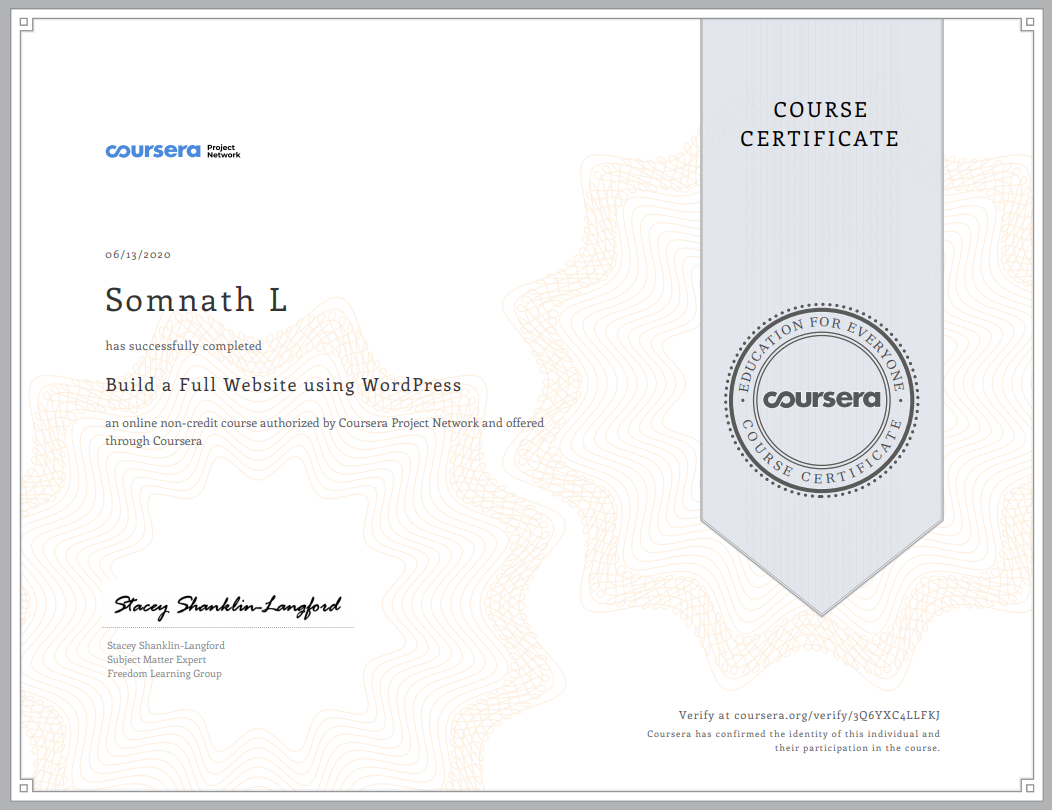 COURSE
CERTIFICATE
coursera Project
Network
06/13/2020
Somnath L
has successfully completed
Build a Full Website using WordPress
an online non-credit course authorized by Coursera Project Network and offered
through Coursera
EDUCATION FOR EVERYONE
coursera
COURSE CERTIFICATE
Stacey Shanklin-Langford
Stacey Shanklin-Langford
Subject Matter Expert
Freedom Learning Group
Verify at coursera.org/verify/3Q6YXC4LLFKJ
Coursera has confirmed the identity of this individual and
their participation in the course.